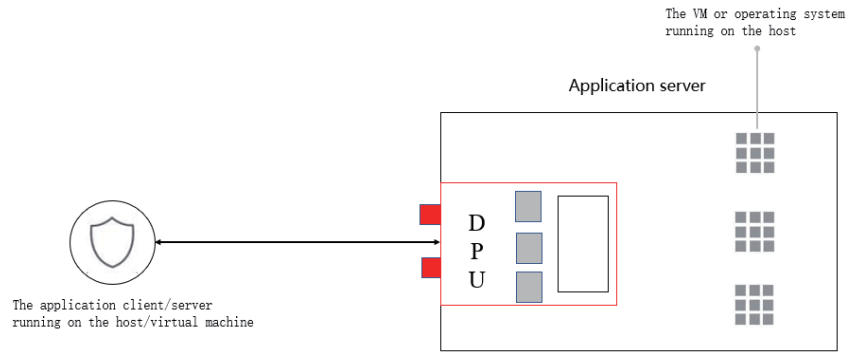 The VM or operating system
running on the host
Application server
D
P
U
The application client/server
running on the host/virtual machine